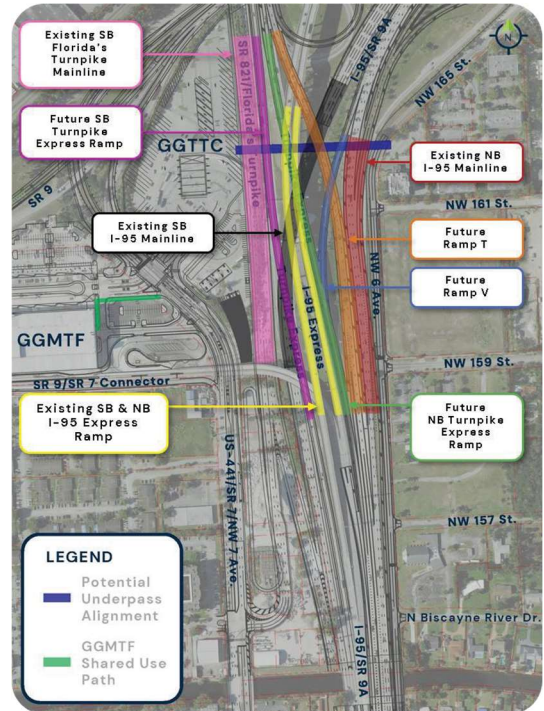 Existing SB
Florida's
Turnpike
Mainline
Future SB
Turnpike
Express Ramp
SR 821/Florida's Turnpike
GGTTC
SR 9
I-95/SR 9A
N
NW 165 St.
Existing NB
I-95 Mainline
NW 161 St.
Existing SB
I-95 Mainline
Future
Ramp T
Future
Ramp V
NW 6 Ave.
Turnpike Express
Turnpike Express
I-95 Express
GGMTF
NW 159 St.
SR 9/SR 7 Connector
Existing SB & NB
I-95 Express
Ramp
Future
NB Turnpike
Express
Ramp
US-441/SR 7/NW 7 Ave.
NW 157 St.
LEGEND
Potential
Underpass
Alignment
GGMTF
Shared Use
Path
N Biscayne River Dr.
I-95/SR 9A